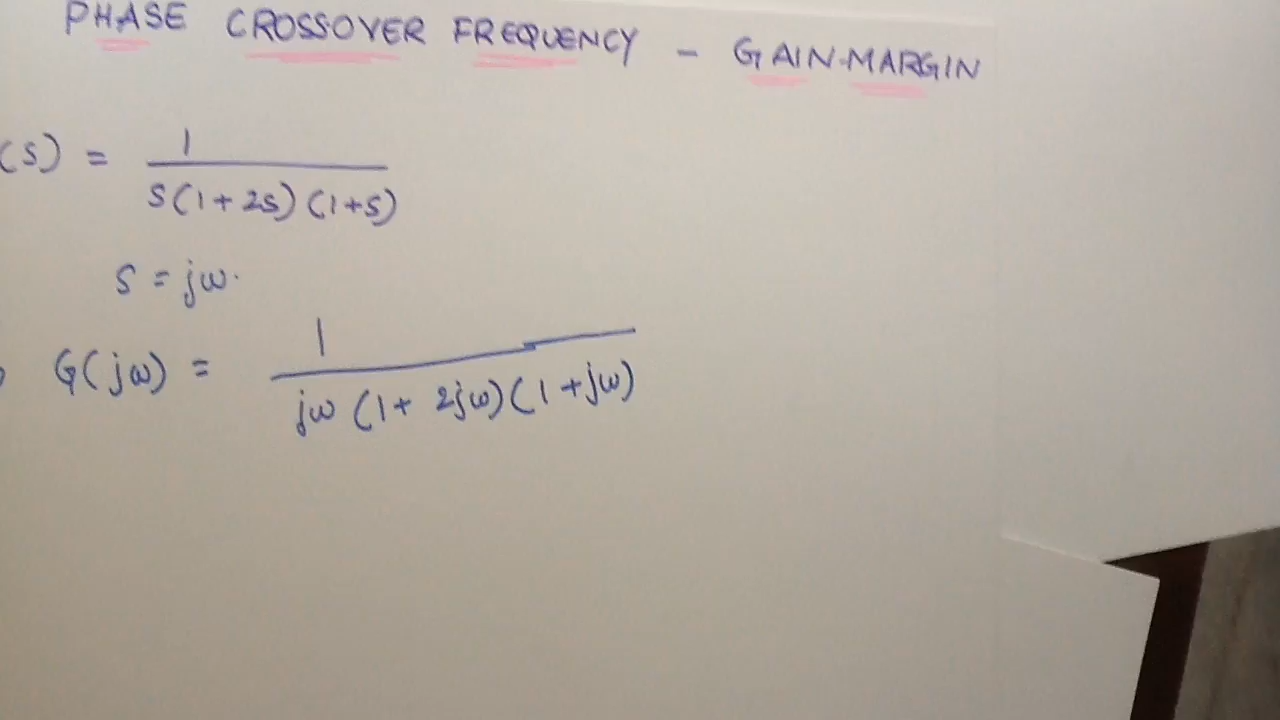 PHASE CROSSOVER FREQUENCY - GAIN-MARGIN
(S) = 1 / S(1+2S)(1+S)
S = jω.
G(jω) = 1 / jω(1+2jω)(1+jω)